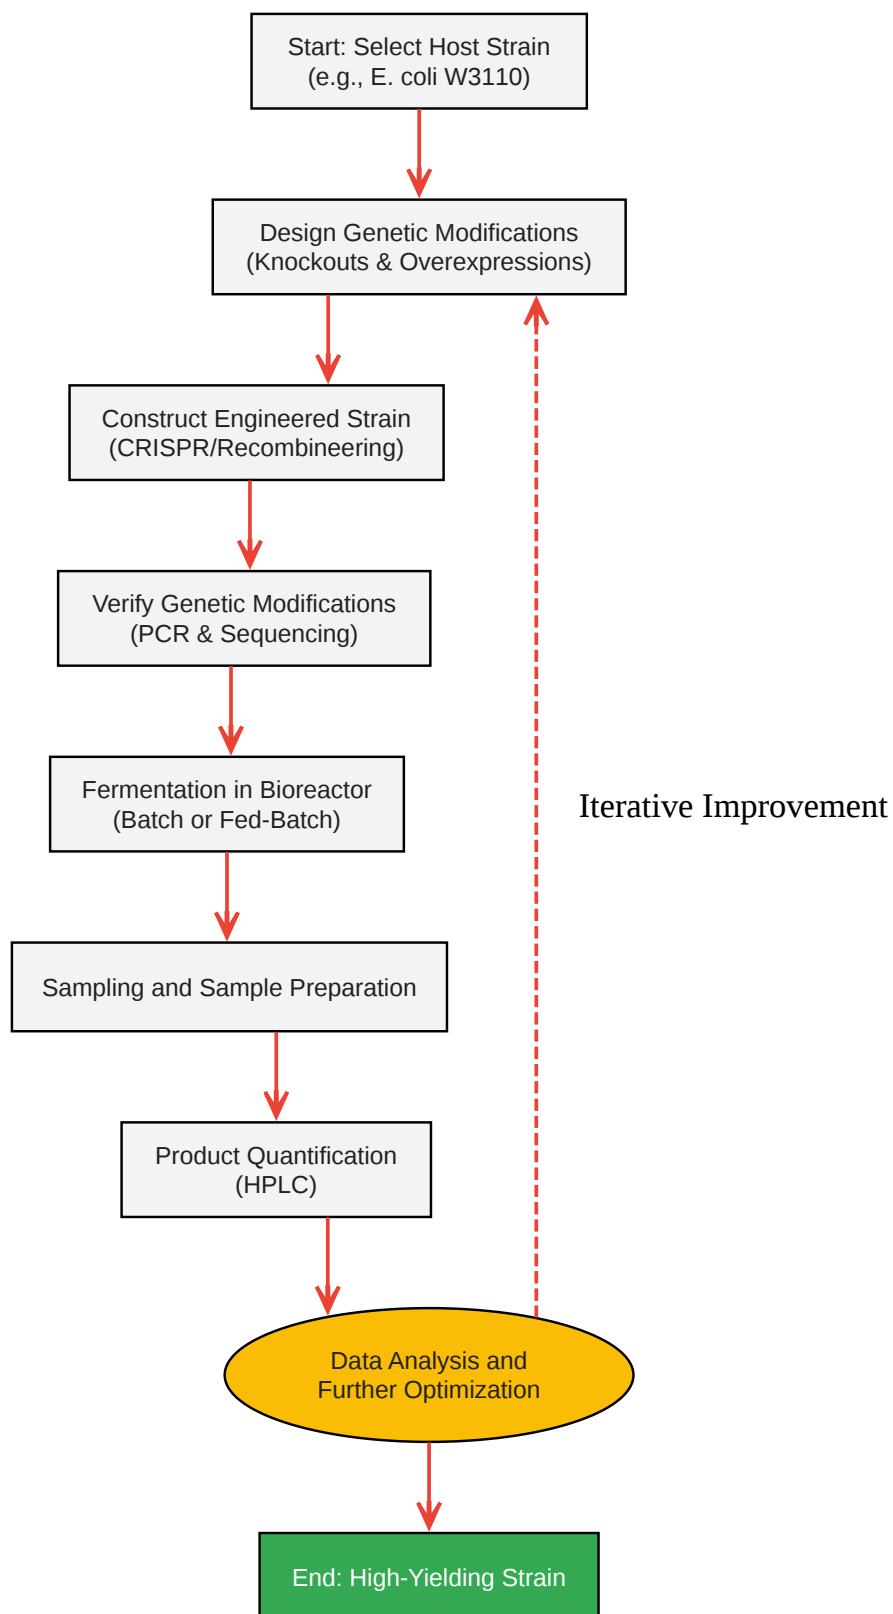 Start: Select Host Strain
(e.g., E. coli W3110)
Design Genetic Modifications
(Knockouts & Overexpressions)
Construct Engineered Strain
(CRISPR/Recombineering)
Verify Genetic Modifications
(PCR & Sequencing)
Fermentation in Bioreactor
(Batch or Fed-Batch)
Iterative Improvement
Sampling and Sample Preparation
Product Quantification
(HPLC)
Data Analysis and
Further Optimization
End: High-Yielding Strain